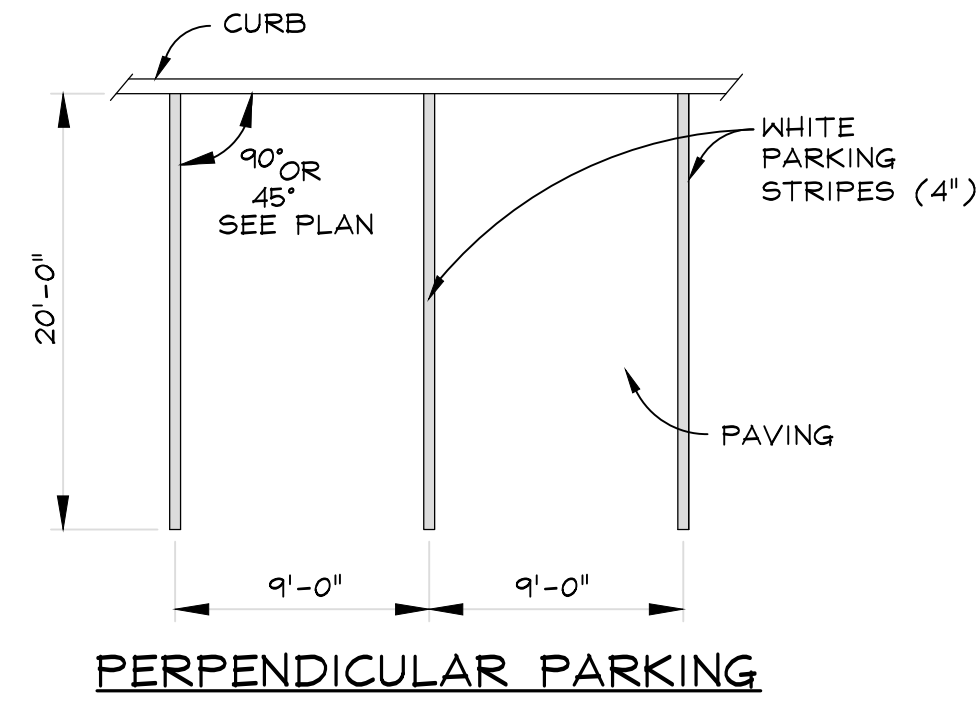 CURB
WHITE
PARKING
STRIPES (4")
90°
OR
45°
SEE PLAN
20'-0"
PAVING
9'-0"
9'-0"
PERPENDICULAR PARKING